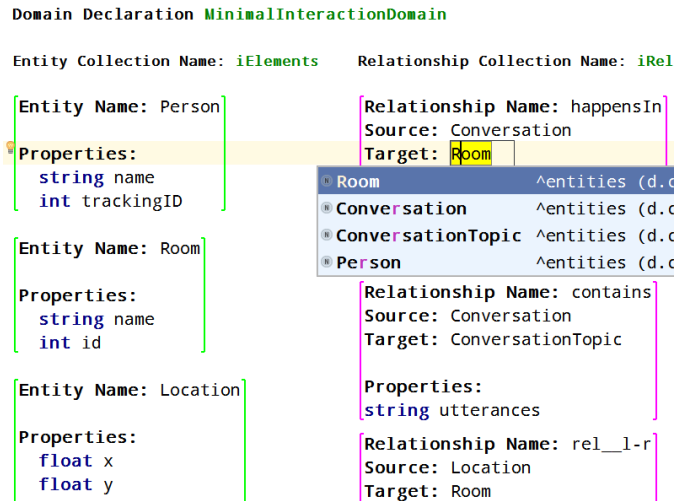 Domain Declaration MinimalInteractionDomain
Entity Collection Name: iElements
Entity Name: Person
Properties:
string name
int trackingID
Entity Name: Room
Properties:
string name
int id
Entity Name: Location
Properties:
float x
float y
Relationship Collection Name: iRel
Relationship Name: happensIn
Source: Conversation
Target: Room
Room ^entities (d.c
Conversation ^entities (d.c
ConversationTopic ^entities (d.c
Person ^entities (d.c
Relationship Name: contains
Source: Conversation
Target: ConversationTopic
Properties:
string utterances
Relationship Name: rel__l-r
Source: Location
Target: Room